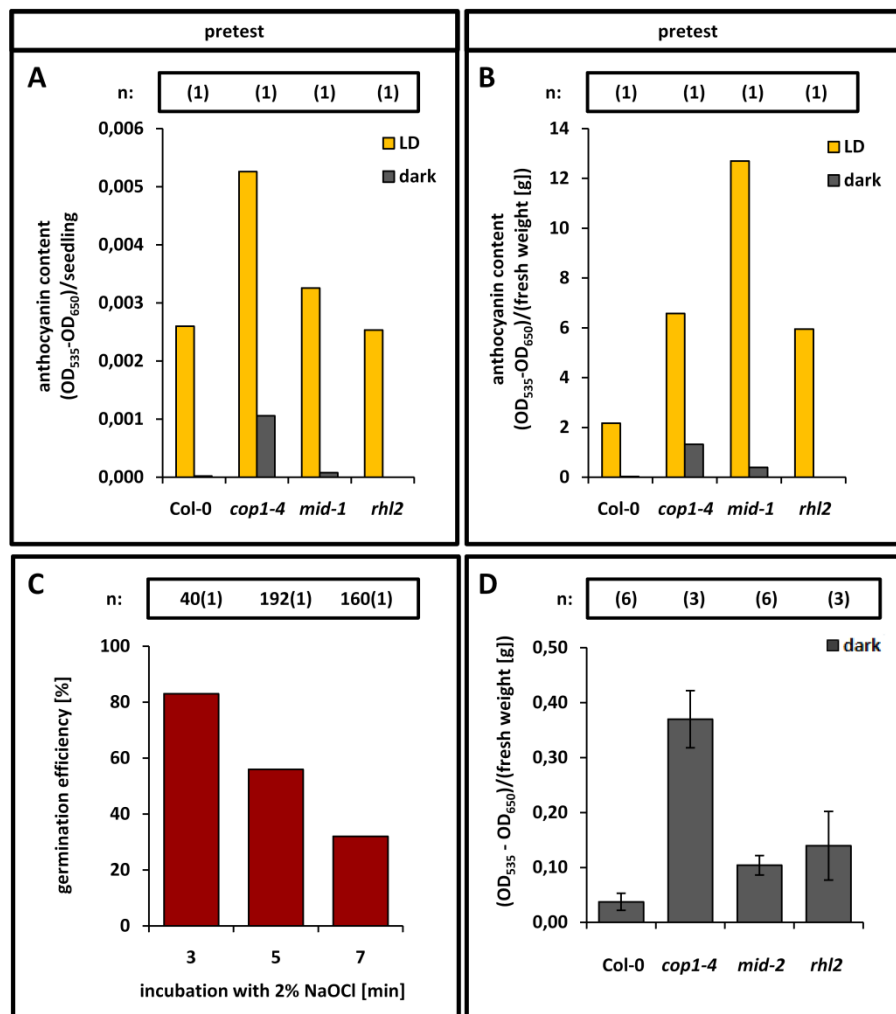 pretest
A
n: (1) (1) (1) (1)
0,006
0,005
0,004
0,003
0,002
0,001
0,000
anthocyanin content
(OD535-OD650)/seedling
LD
dark
Col-0 cop1-4 mid-1 rhl2
pretest
B
n: (1) (1) (1) (1)
14
12
10
8
6
4
2
0
anthocyanin content
(OD535-OD650)/(fresh weight [g])
LD
dark
Col-0 cop1-4 mid-1 rhl2
C
n: 40(1) 192(1) 160(1)
100
80
60
40
20
0
germination efficiency [%]
3 5 7
incubation with 2% NaOCl [min]
D
n: (6) (3) (6) (3)
0,50
0,40
0,30
0,20
0,10
0,00
(OD535 - OD650)/(fresh weight [g])
dark
Col-0 cop1-4 mid-2 rhl2